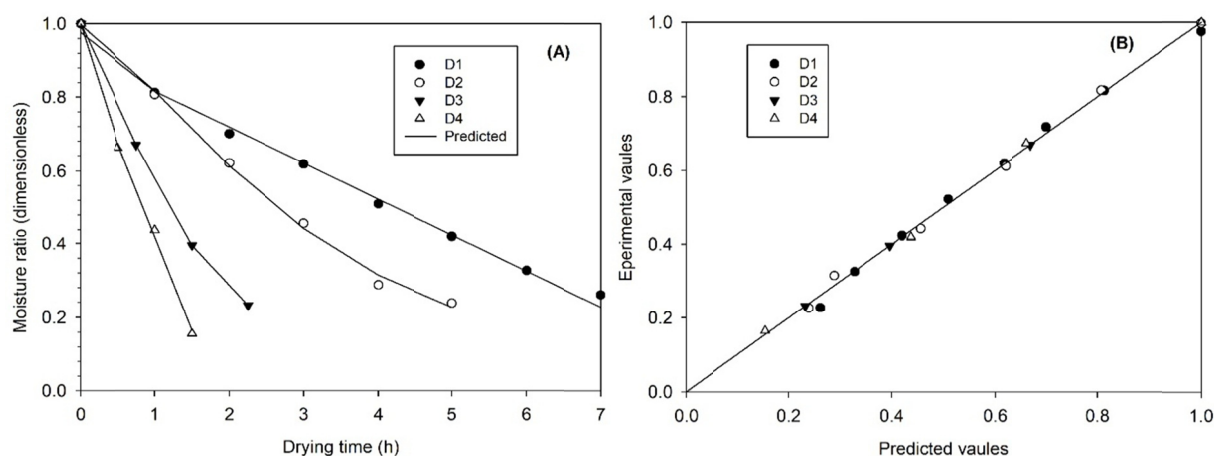 (A)
D1
D2
D3
D4
Predicted
Moisture ratio (dimensionless)
1.0
0.8
0.6
0.4
0.2
0.0
0 1 2 3 4 5 6 7
Drying time (h)
(B)
D1
D2
D3
D4
Eperimental vaules
1.0
0.8
0.6
0.4
0.2
0.0
0.0 0.2 0.4 0.6 0.8 1.0
Predicted vaules